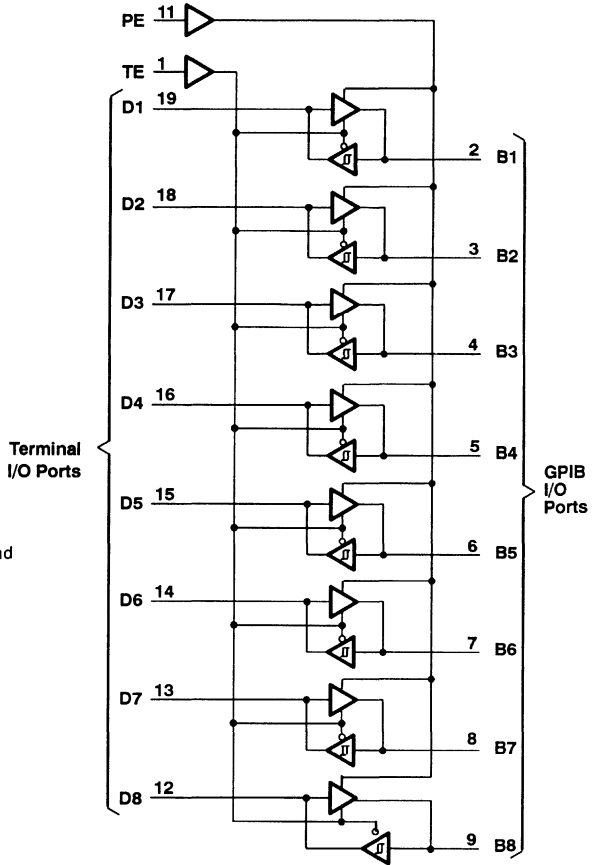 PE 11
TE 1
D1 19
2 B1
D2 18
3 B2
D3 17
4 B3
D4 16
5 B4
Terminal
I/O Ports
GPIB
I/O
Ports
D5 15
6 B5
D6 14
7 B6
D7 13
8 B7
D8 12
9 B8